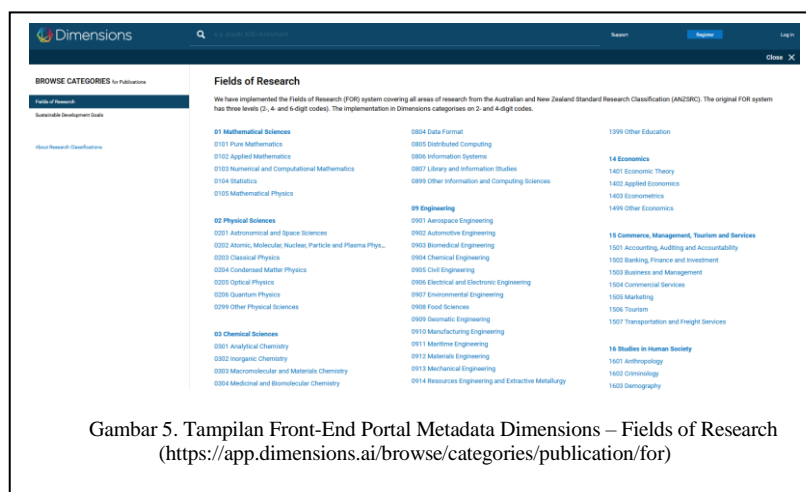 Dimensions
Support
Register
Log in
Close X
BROWSE CATEGORIES for Publications
Fields of Research
Sustainable Development Goals
About Research Classifications
Fields of Research
We have implemented the Fields of Research (FOR) system covering all areas of research from the Australian and New Zealand Standard Research Classification (ANZSRC). The original FOR system
has three levels (2-, 4- and 6-digit codes). The implementation in Dimensions categorises on 2- and 4-digit codes.
01 Mathematical Sciences
0101 Pure Mathematics
0102 Applied Mathematics
0103 Numerical and Computational Mathematics
0104 Statistics
0105 Mathematical Physics
02 Physical Sciences
0201 Astronomical and Space Sciences
0202 Atomic, Molecular, Nuclear, Particle and Plasma Phys...
0203 Classical Physics
0204 Condensed Matter Physics
0205 Optical Physics
0206 Quantum Physics
0299 Other Physical Sciences
03 Chemical Sciences
0301 Analytical Chemistry
0302 Inorganic Chemistry
0303 Macromolecular and Materials Chemistry
0304 Medicinal and Biomolecular Chemistry
0804 Data Format
0805 Distributed Computing
0806 Information Systems
0807 Library and Information Studies
0899 Other Information and Computing Sciences
09 Engineering
0901 Aerospace Engineering
0902 Automotive Engineering
0903 Biomedical Engineering
0904 Chemical Engineering
0905 Civil Engineering
0906 Electrical and Electronic Engineering
0907 Environmental Engineering
0908 Food Sciences
0909 Geomatic Engineering
0910 Manufacturing Engineering
0911 Maritime Engineering
0912 Materials Engineering
0913 Mechanical Engineering
0914 Resources Engineering and Extractive Metallurgy
1399 Other Education
14 Economics
1401 Economic Theory
1402 Applied Economics
1403 Econometrics
1499 Other Economics
15 Commerce, Management, Tourism and Services
1501 Accounting, Auditing and Accountability
1502 Banking, Finance and Investment
1503 Business and Management
1504 Commercial Services
1505 Marketing
1506 Tourism
1507 Transportation and Freight Services
16 Studies in Human Society
1601 Anthropology
1602 Criminology
1603 Demography
Gambar 5. Tampilan Front-End Portal Metadata Dimensions – Fields of Research
(https://app.dimensions.ai/browse/categories/publication/for)